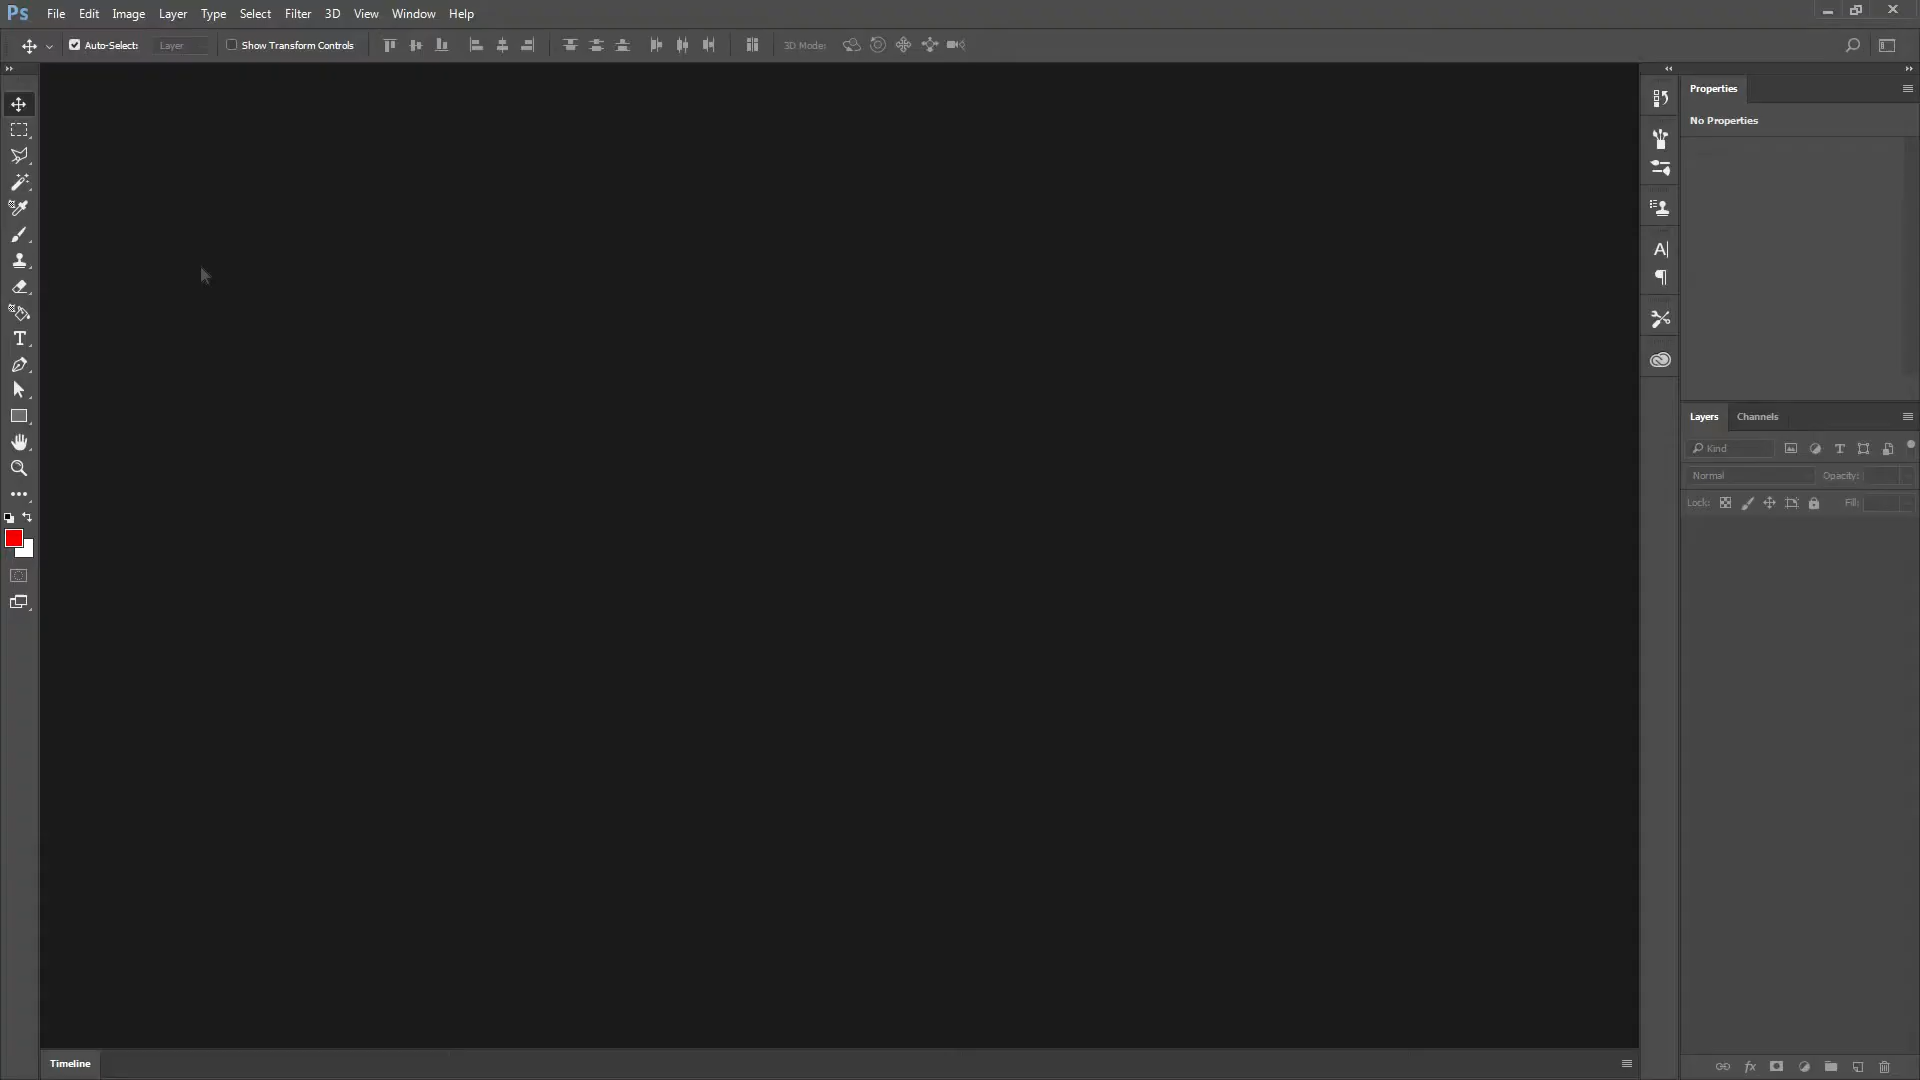 Ps File Edit Image Layer Type Select Filter 3D View Window Help
Auto-Select: Layer Show Transform Controls 3D Mode:
Properties
No Properties
Layers Channels
Kind
Normal Opacity:
Lock: Fill:
Timeline